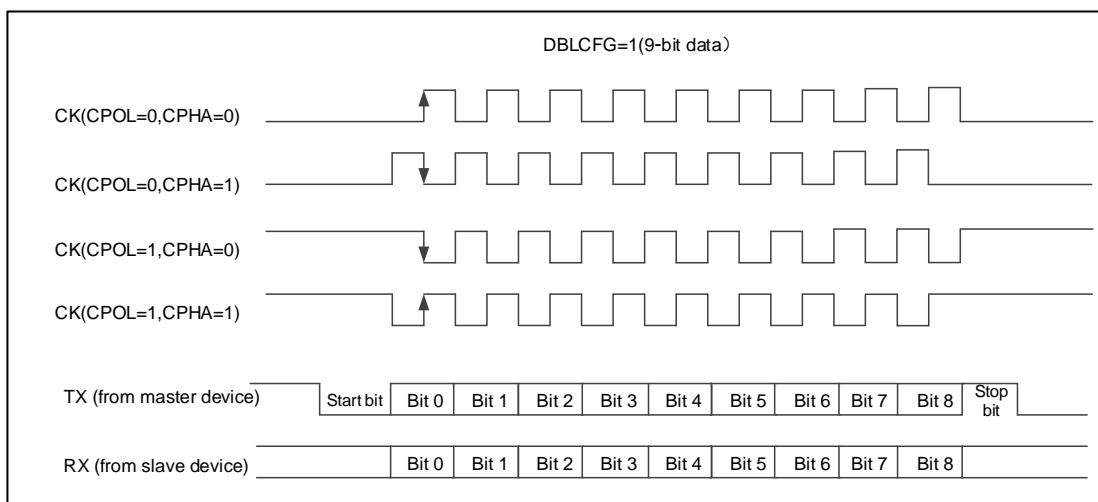 DBLCFG=1(9-bit data）
CK(CPOL=0,CPHA=0)
CK(CPOL=0,CPHA=1)
CK(CPOL=1,CPHA=0)
CK(CPOL=1,CPHA=1)
TX (from master device) Start bit Bit 0 Bit 1 Bit 2 Bit 3 Bit 4 Bit 5 Bit 6 Bit 7 Bit 8 Stop bit
RX (from slave device) Bit 0 Bit 1 Bit 2 Bit 3 Bit 4 Bit 5 Bit 6 Bit 7 Bit 8